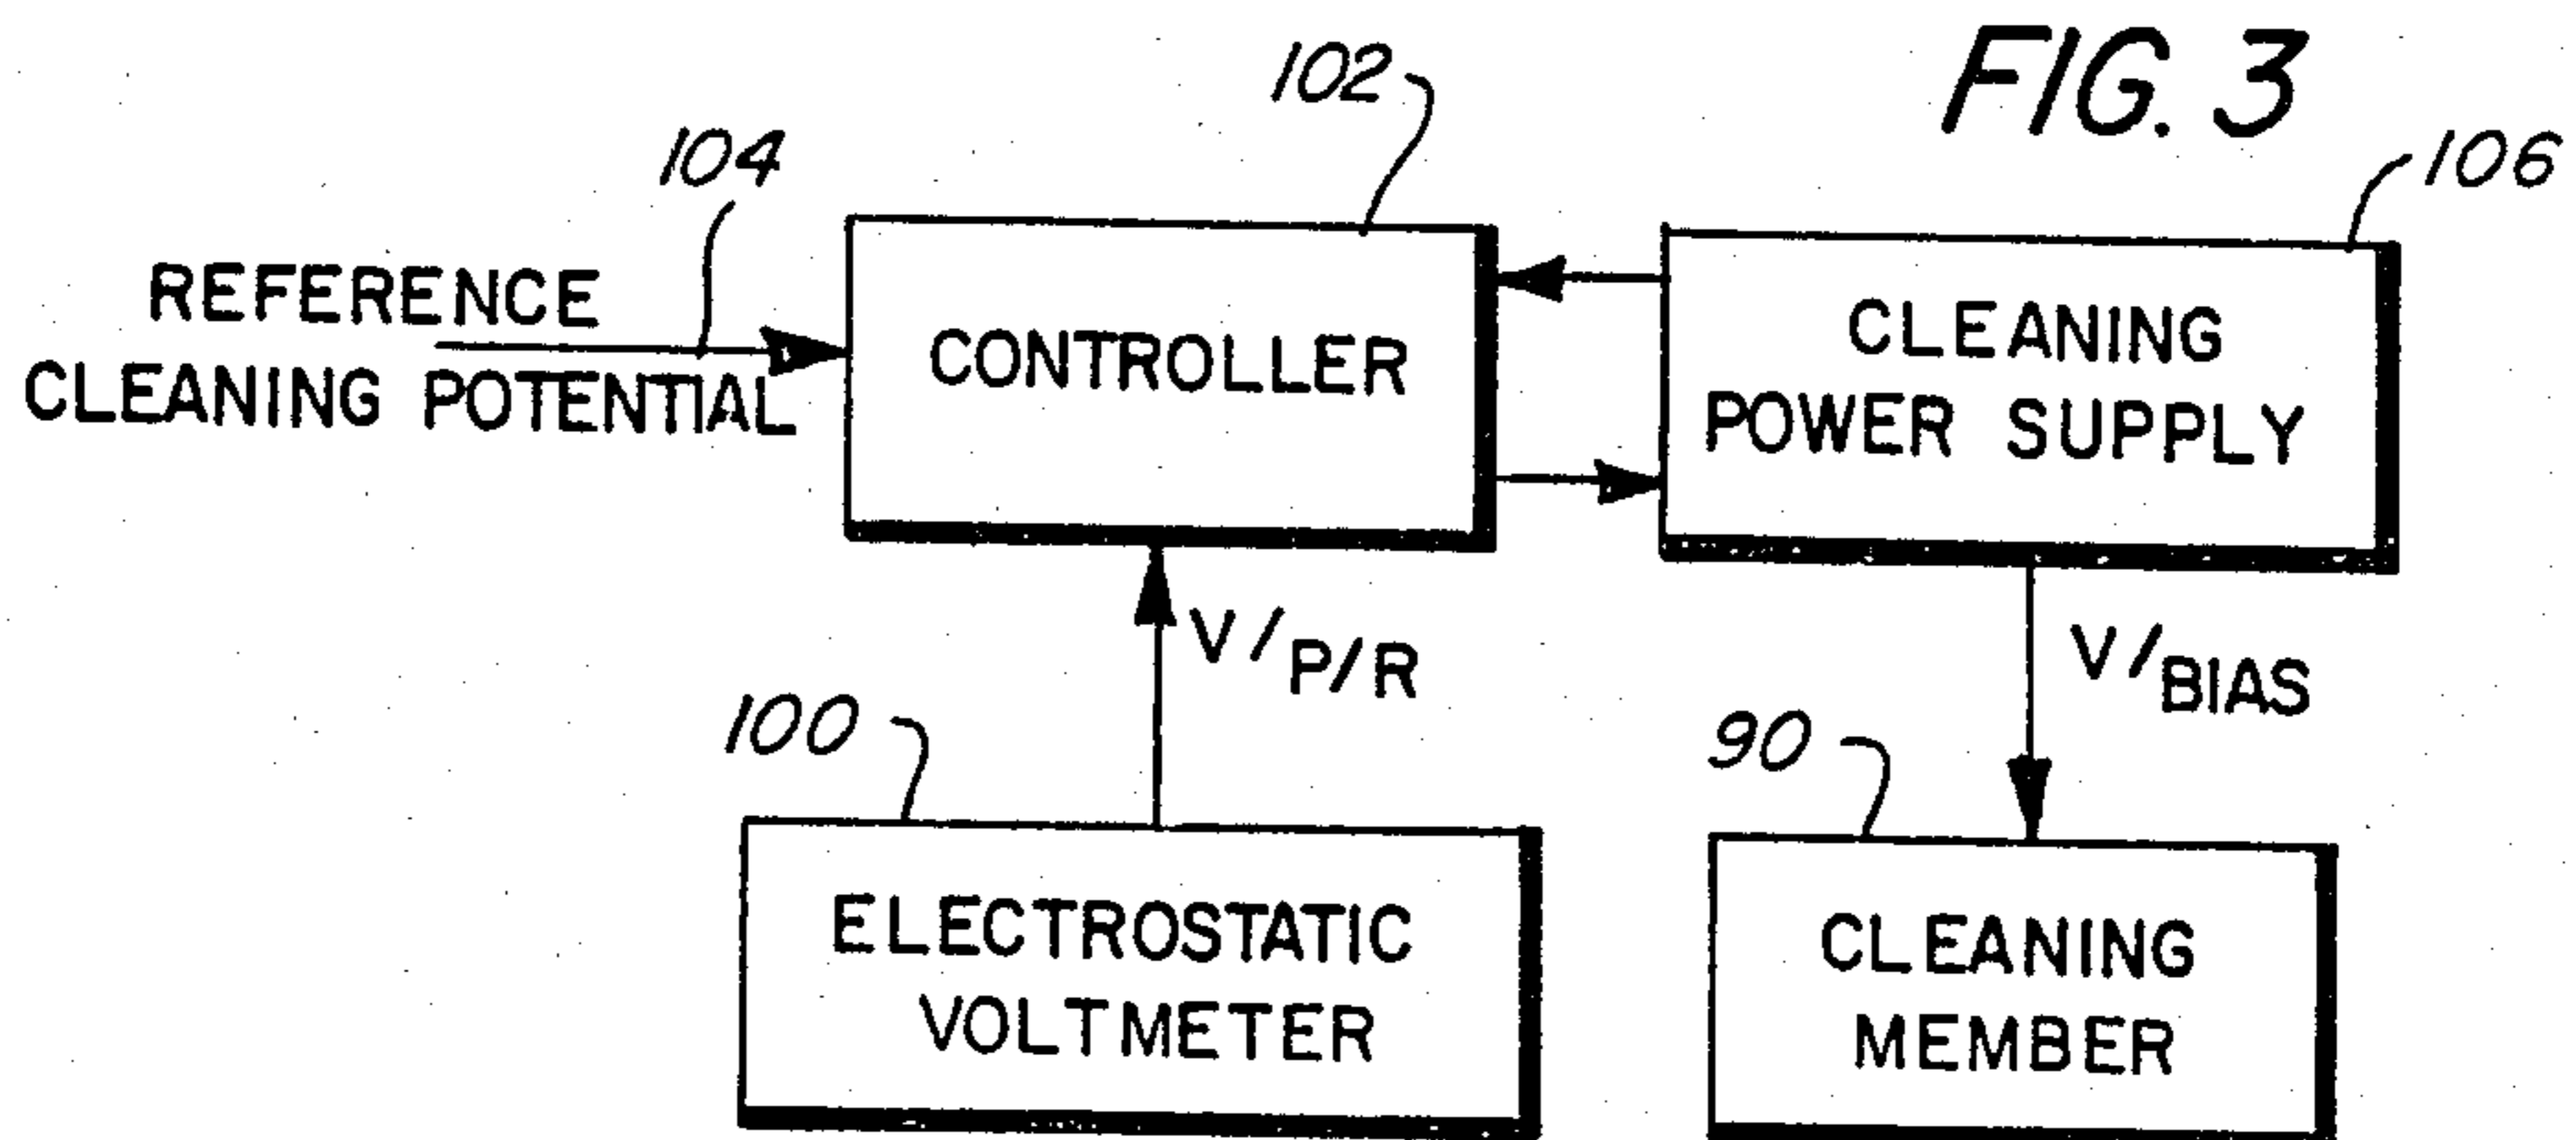 FIG. 3
102
104
106
REFERENCE
CLEANING POTENTIAL
CONTROLLER
CLEANING
POWER SUPPLY
V/P/R
V/BIAS
100
90
ELECTROSTATIC
VOLTMETER
CLEANING
MEMBER